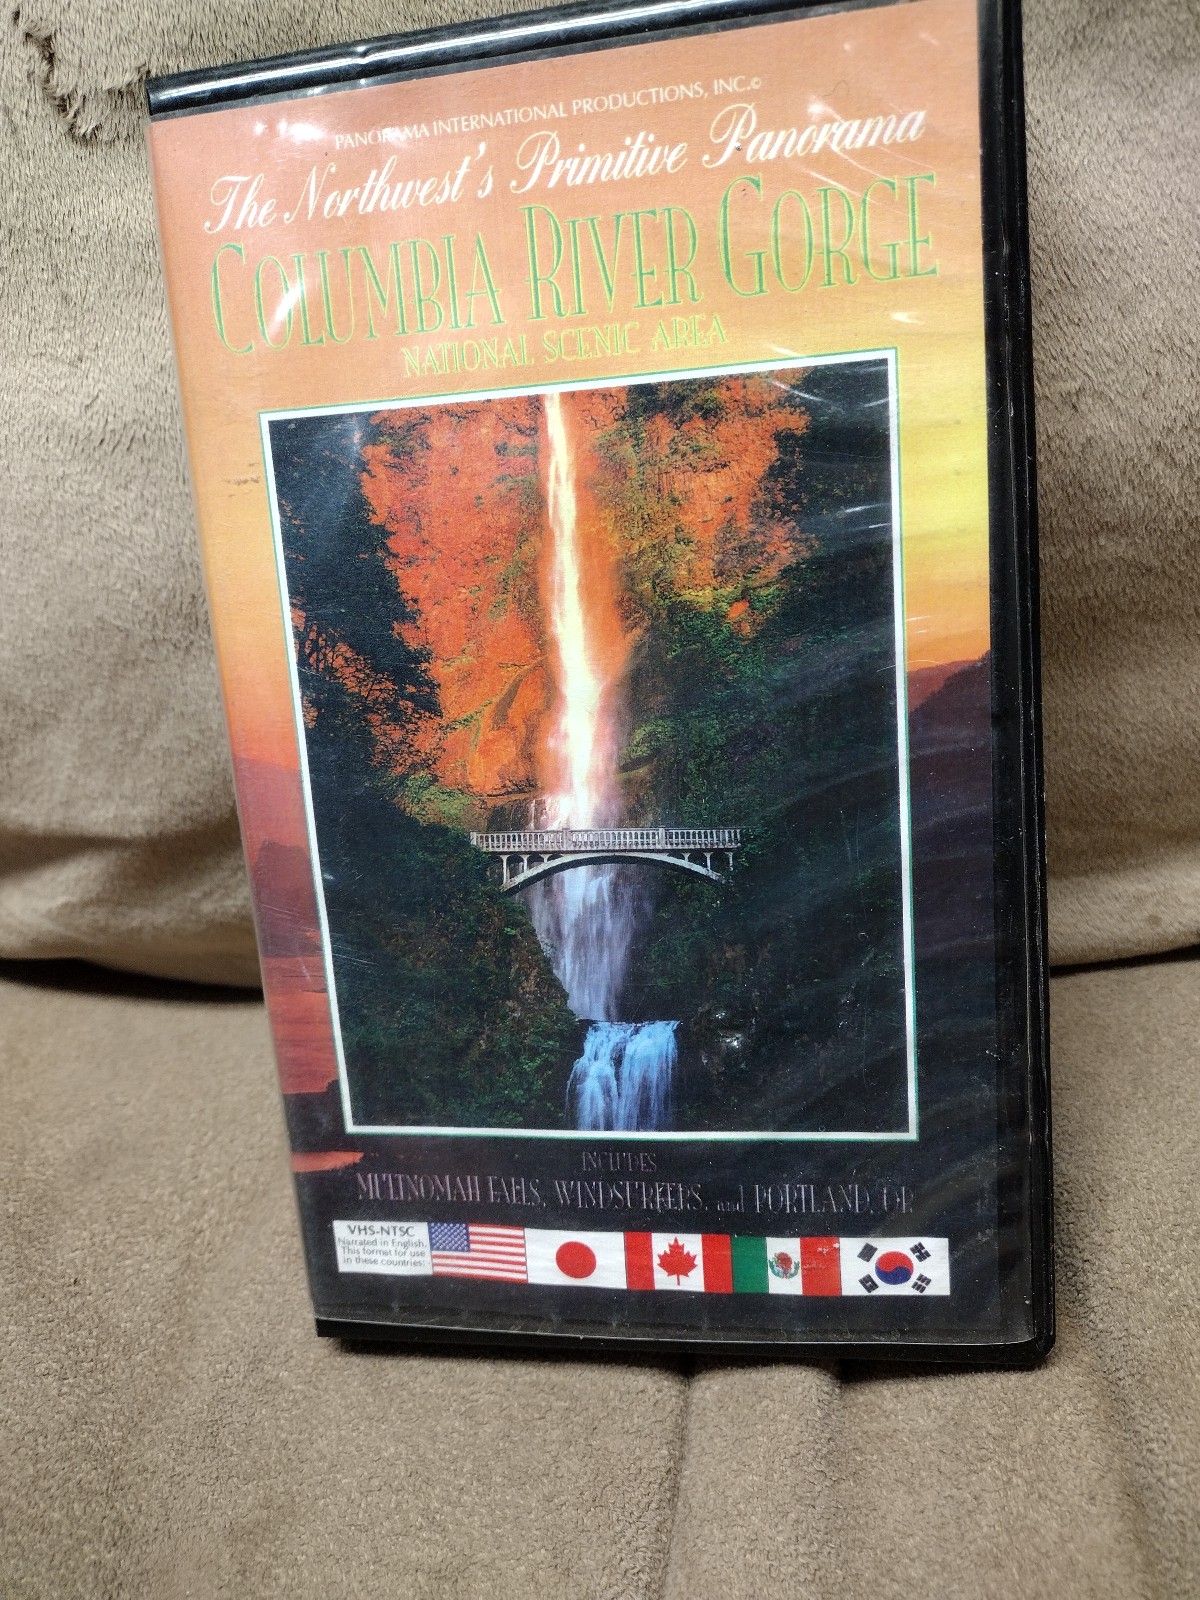 PANORAMA INTERNATIONAL PRODUCTIONS, INC.©
The Northwest's Primitive Panorama
COLUMBIA RIVER GORGE
NATIONAL SCENIC AREA
INCLUDES
MULTNOMAH FALLS, WINDSURFERS, and PORTLAND, OR
VHS-NTSC
Narrated in English.
This format for use
in these countries: